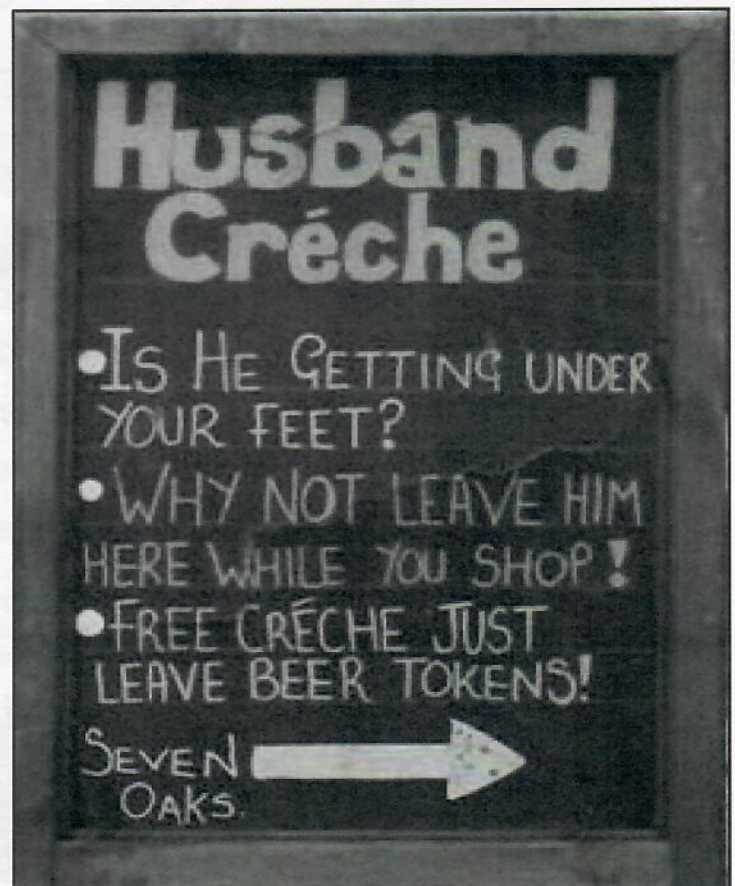 Husband
Créche
•IS HE GETTING UNDER
YOUR FEET?
•WHY NOT LEAVE HIM
HERE WHILE YOU SHOP!
•FREE CRÉCHE JUST
LEAVE BEER TOKENS!
SEVEN
OAKS.